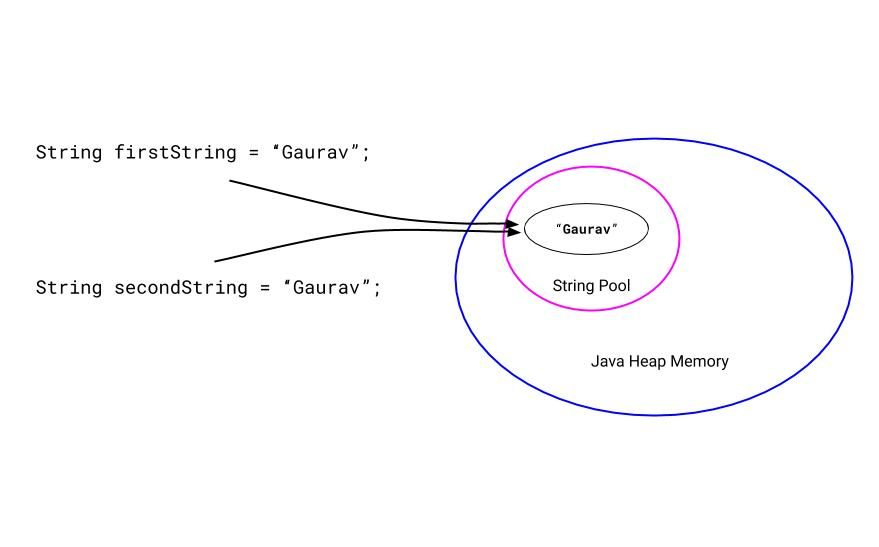 String firstString = “Gaurav”;
“Gaurav”
String Pool
String secondString = “Gaurav”;
Java Heap Memory